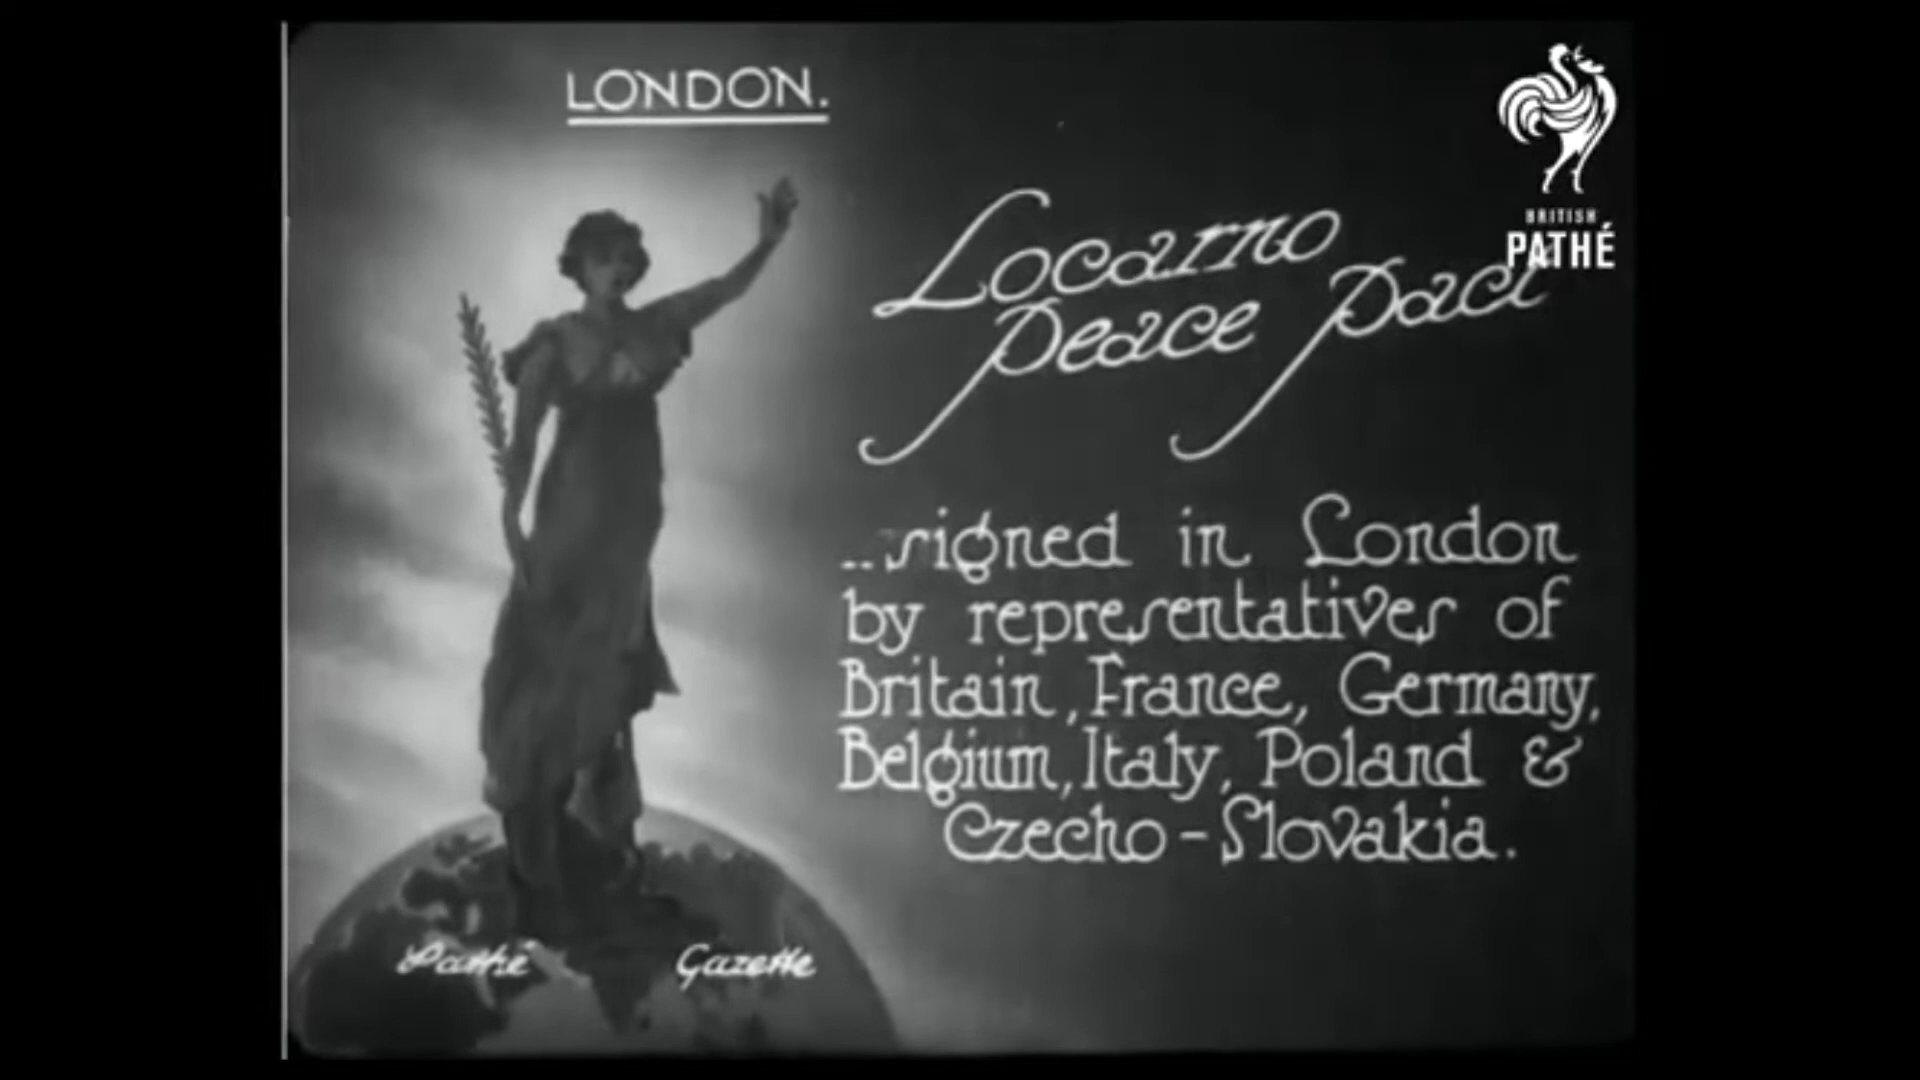 LONDON.
BRITISH
PATHÉ
Locarno
Peace Pact
..signed in London
by representatives of
Britain, France, Germany,
Belgium, Italy, Poland &
Czecho-Slovakia.
Pathé Gazette